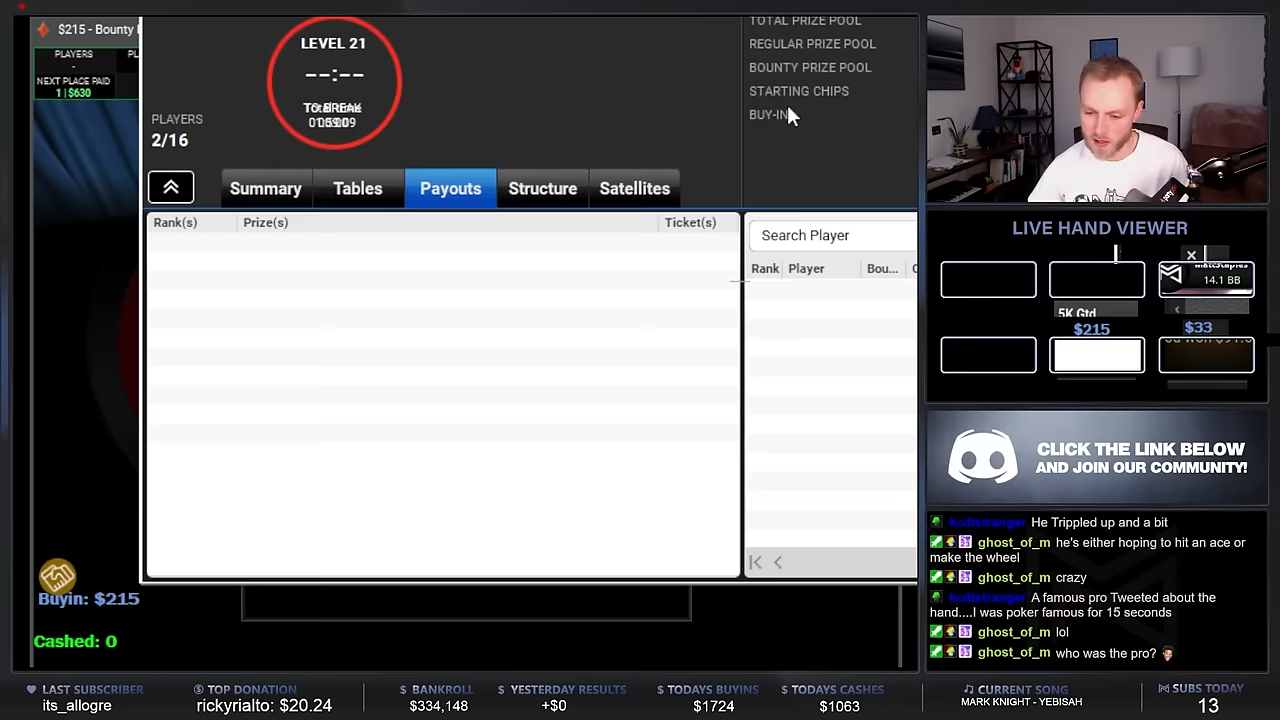 $215 - Bounty
PLAYERS
-
NEXT PLACE PAID
1 | $630
LEVEL 21
--:--
TO BREAK
PLAYERS
2/16
TOTAL PRIZE POOL
REGULAR PRIZE POOL
BOUNTY PRIZE POOL
STARTING CHIPS
BUY-IN
Summary
Tables
Payouts
Structure
Satellites
Rank(s)
Prize(s)
Ticket(s)
Search Player
Rank
Player
Bou...
Buyin: $215
Cashed: 0
LIVE HAND VIEWER
14.1 BB
5K Gtd
$215
$33
CLICK THE LINK BELOW
AND JOIN OUR COMMUNITY!
kcdistranger He Trippled up and a bit
ghost_of_m he's either hoping to hit an ace or
make the wheel
ghost_of_m crazy
kcdistranger A famous pro Tweeted about the
hand....I was poker famous for 15 seconds
ghost_of_m lol
ghost_of_m who was the pro?
LAST SUBSCRIBER
its_allogre
TOP DONATION
rickyrialto: $20.24
$ BANKROLL
$334,148
$ YESTERDAY RESULTS
+$0
$ TODAYS BUYINS
$1724
$ TODAYS CASHES
$1063
CURRENT SONG
MARK KNIGHT - YEBISAH
SUBS TODAY
13